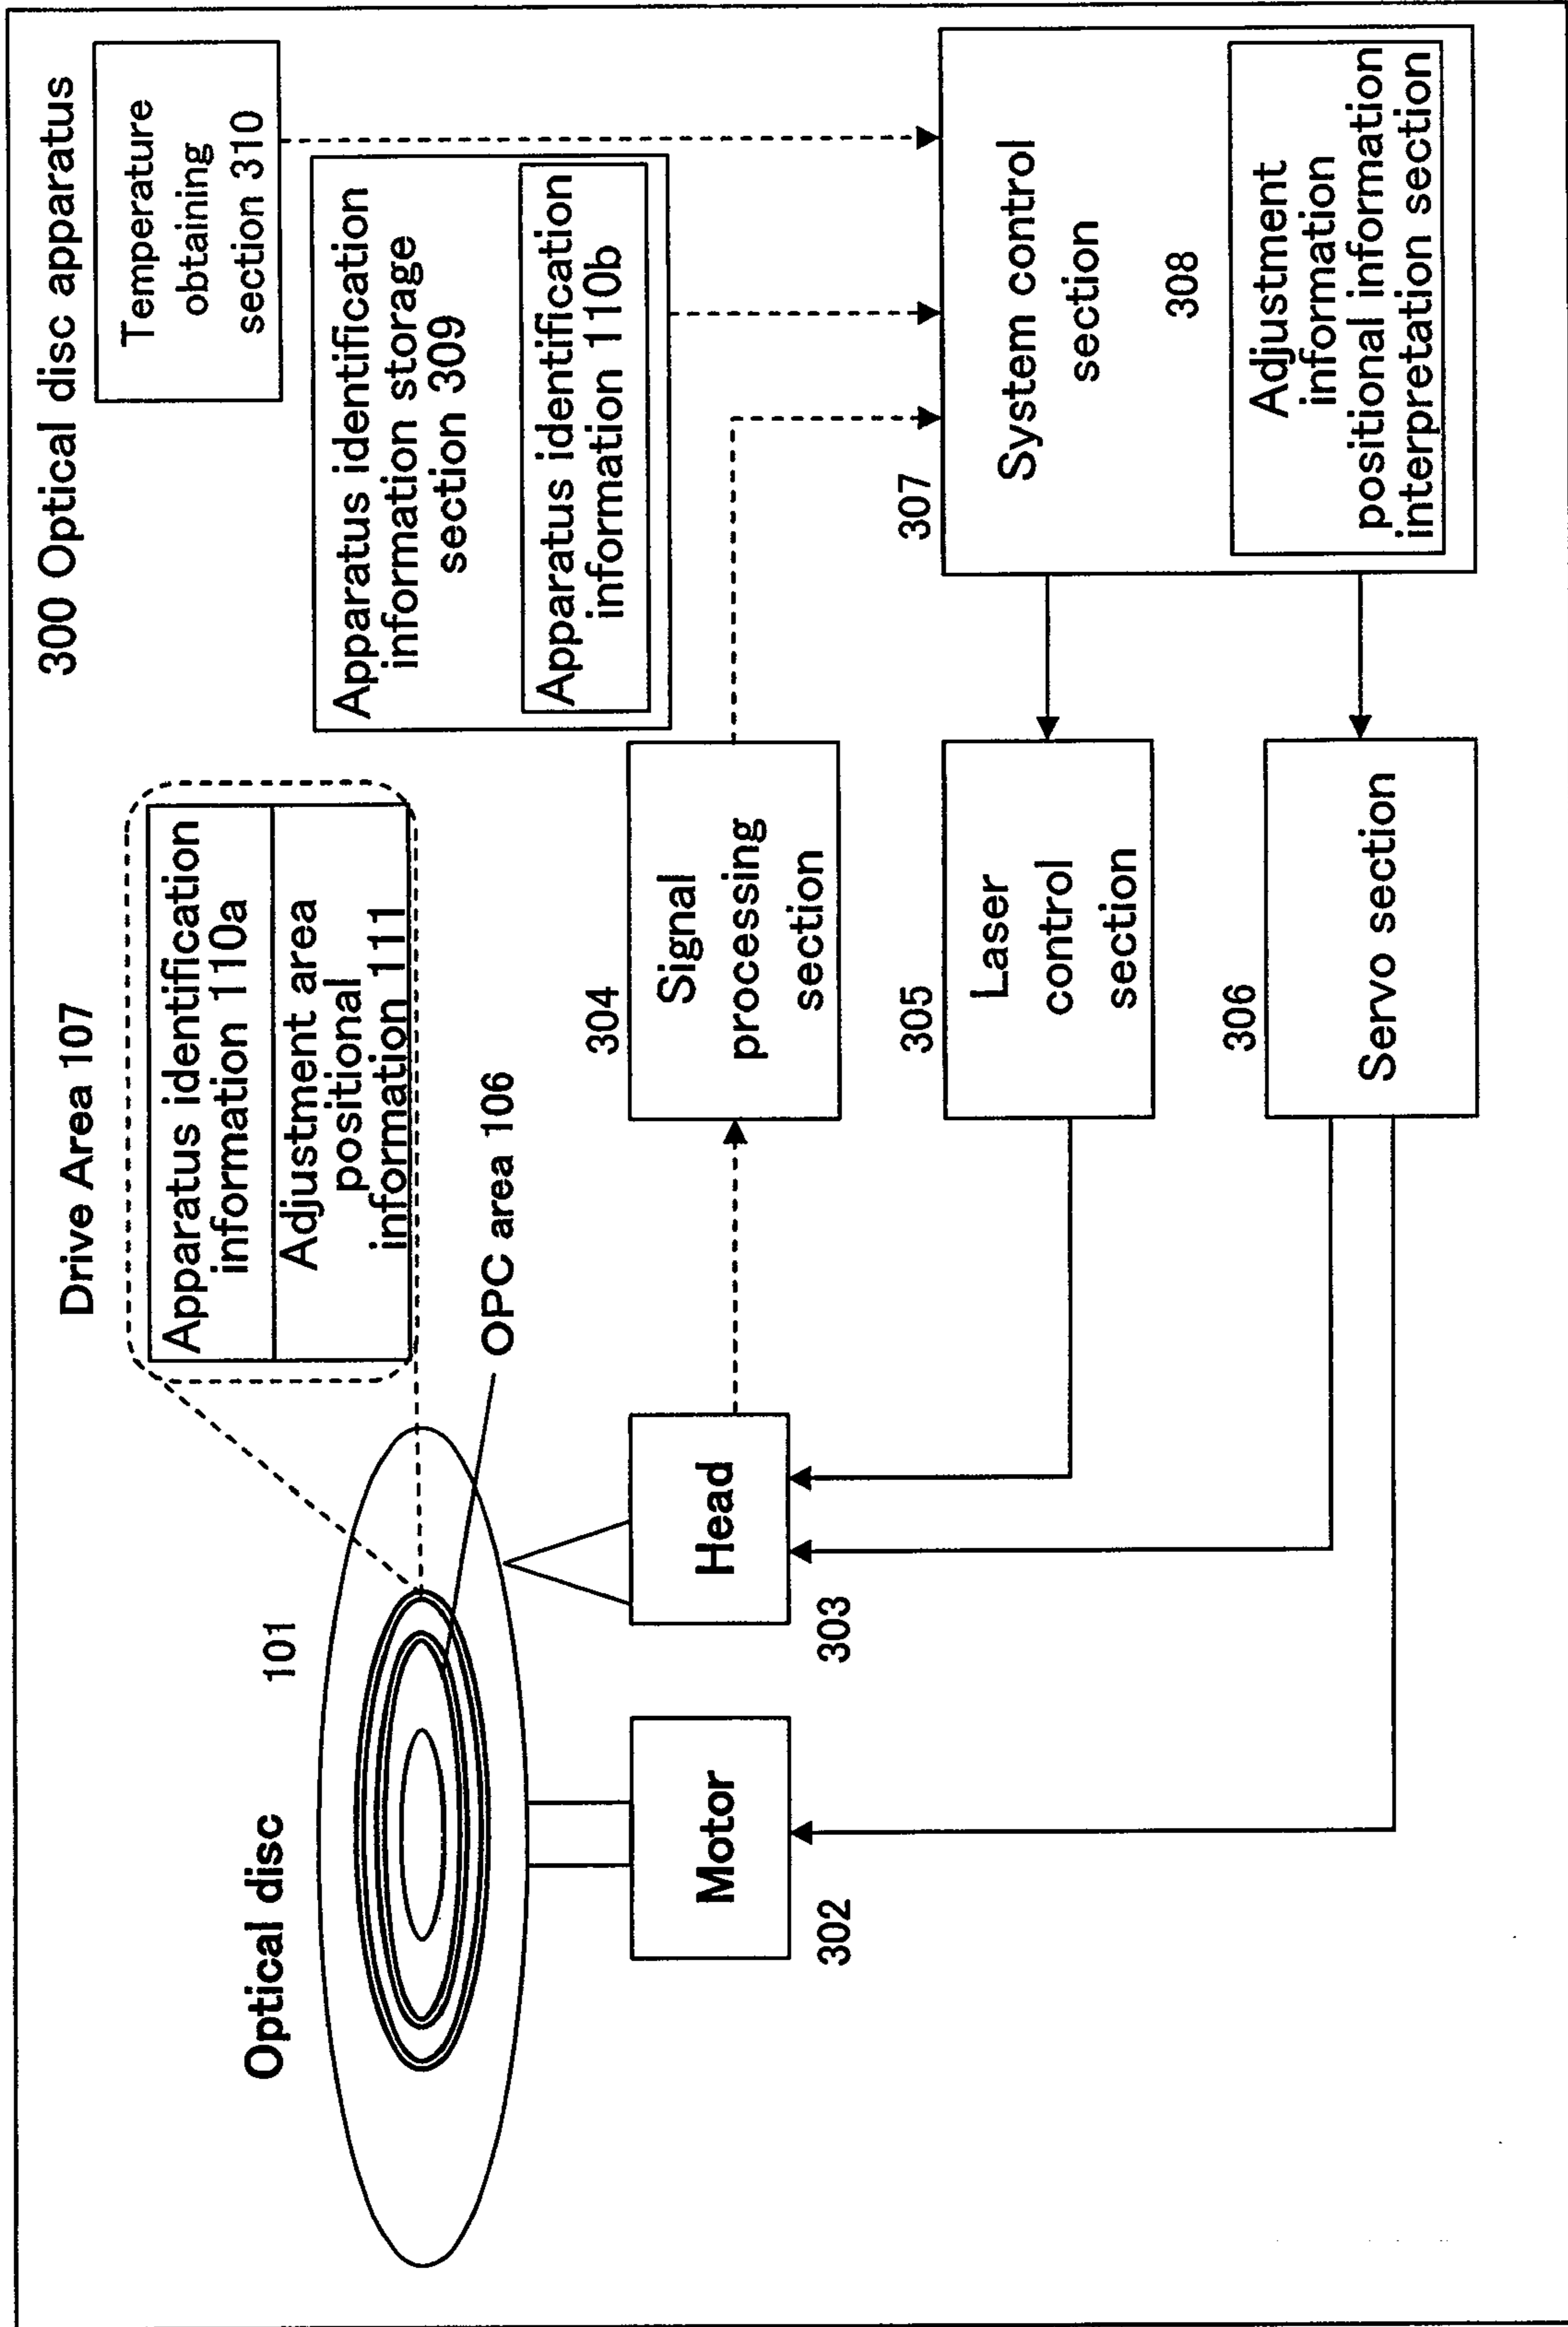 300 Optical disc apparatus
Drive Area 107
Temperature
obtaining
section 310
Apparatus identification
information 110a
Adjustment area
positional
information 111
Apparatus identification
information storage
section 309
Apparatus identification
information 110b
Optical disc
101
OPC area 106
302
Motor
303
Head
304
Signal
processing
section
305
Laser
control
section
306
Servo section
307
System control
section
308
Adjustment
information
positional information
interpretation section